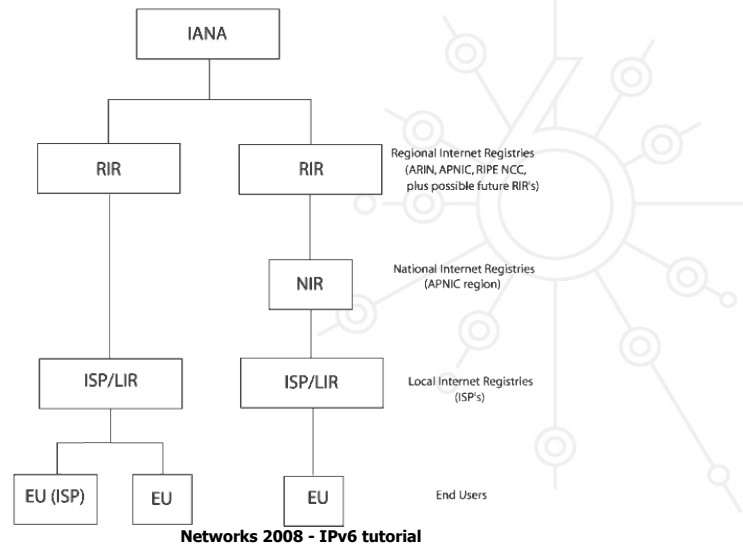 IANA
RIR
RIR
Regional Internet Registries
(ARIN, APNIC, RIPE NCC,
plus possible future RIR's)
NIR
National Internet Registries
(APNIC region)
ISP/LIR
ISP/LIR
Local Internet Registries
(ISP's)
EU (ISP)
EU
EU
End Users
Networks 2008 - IPv6 tutorial